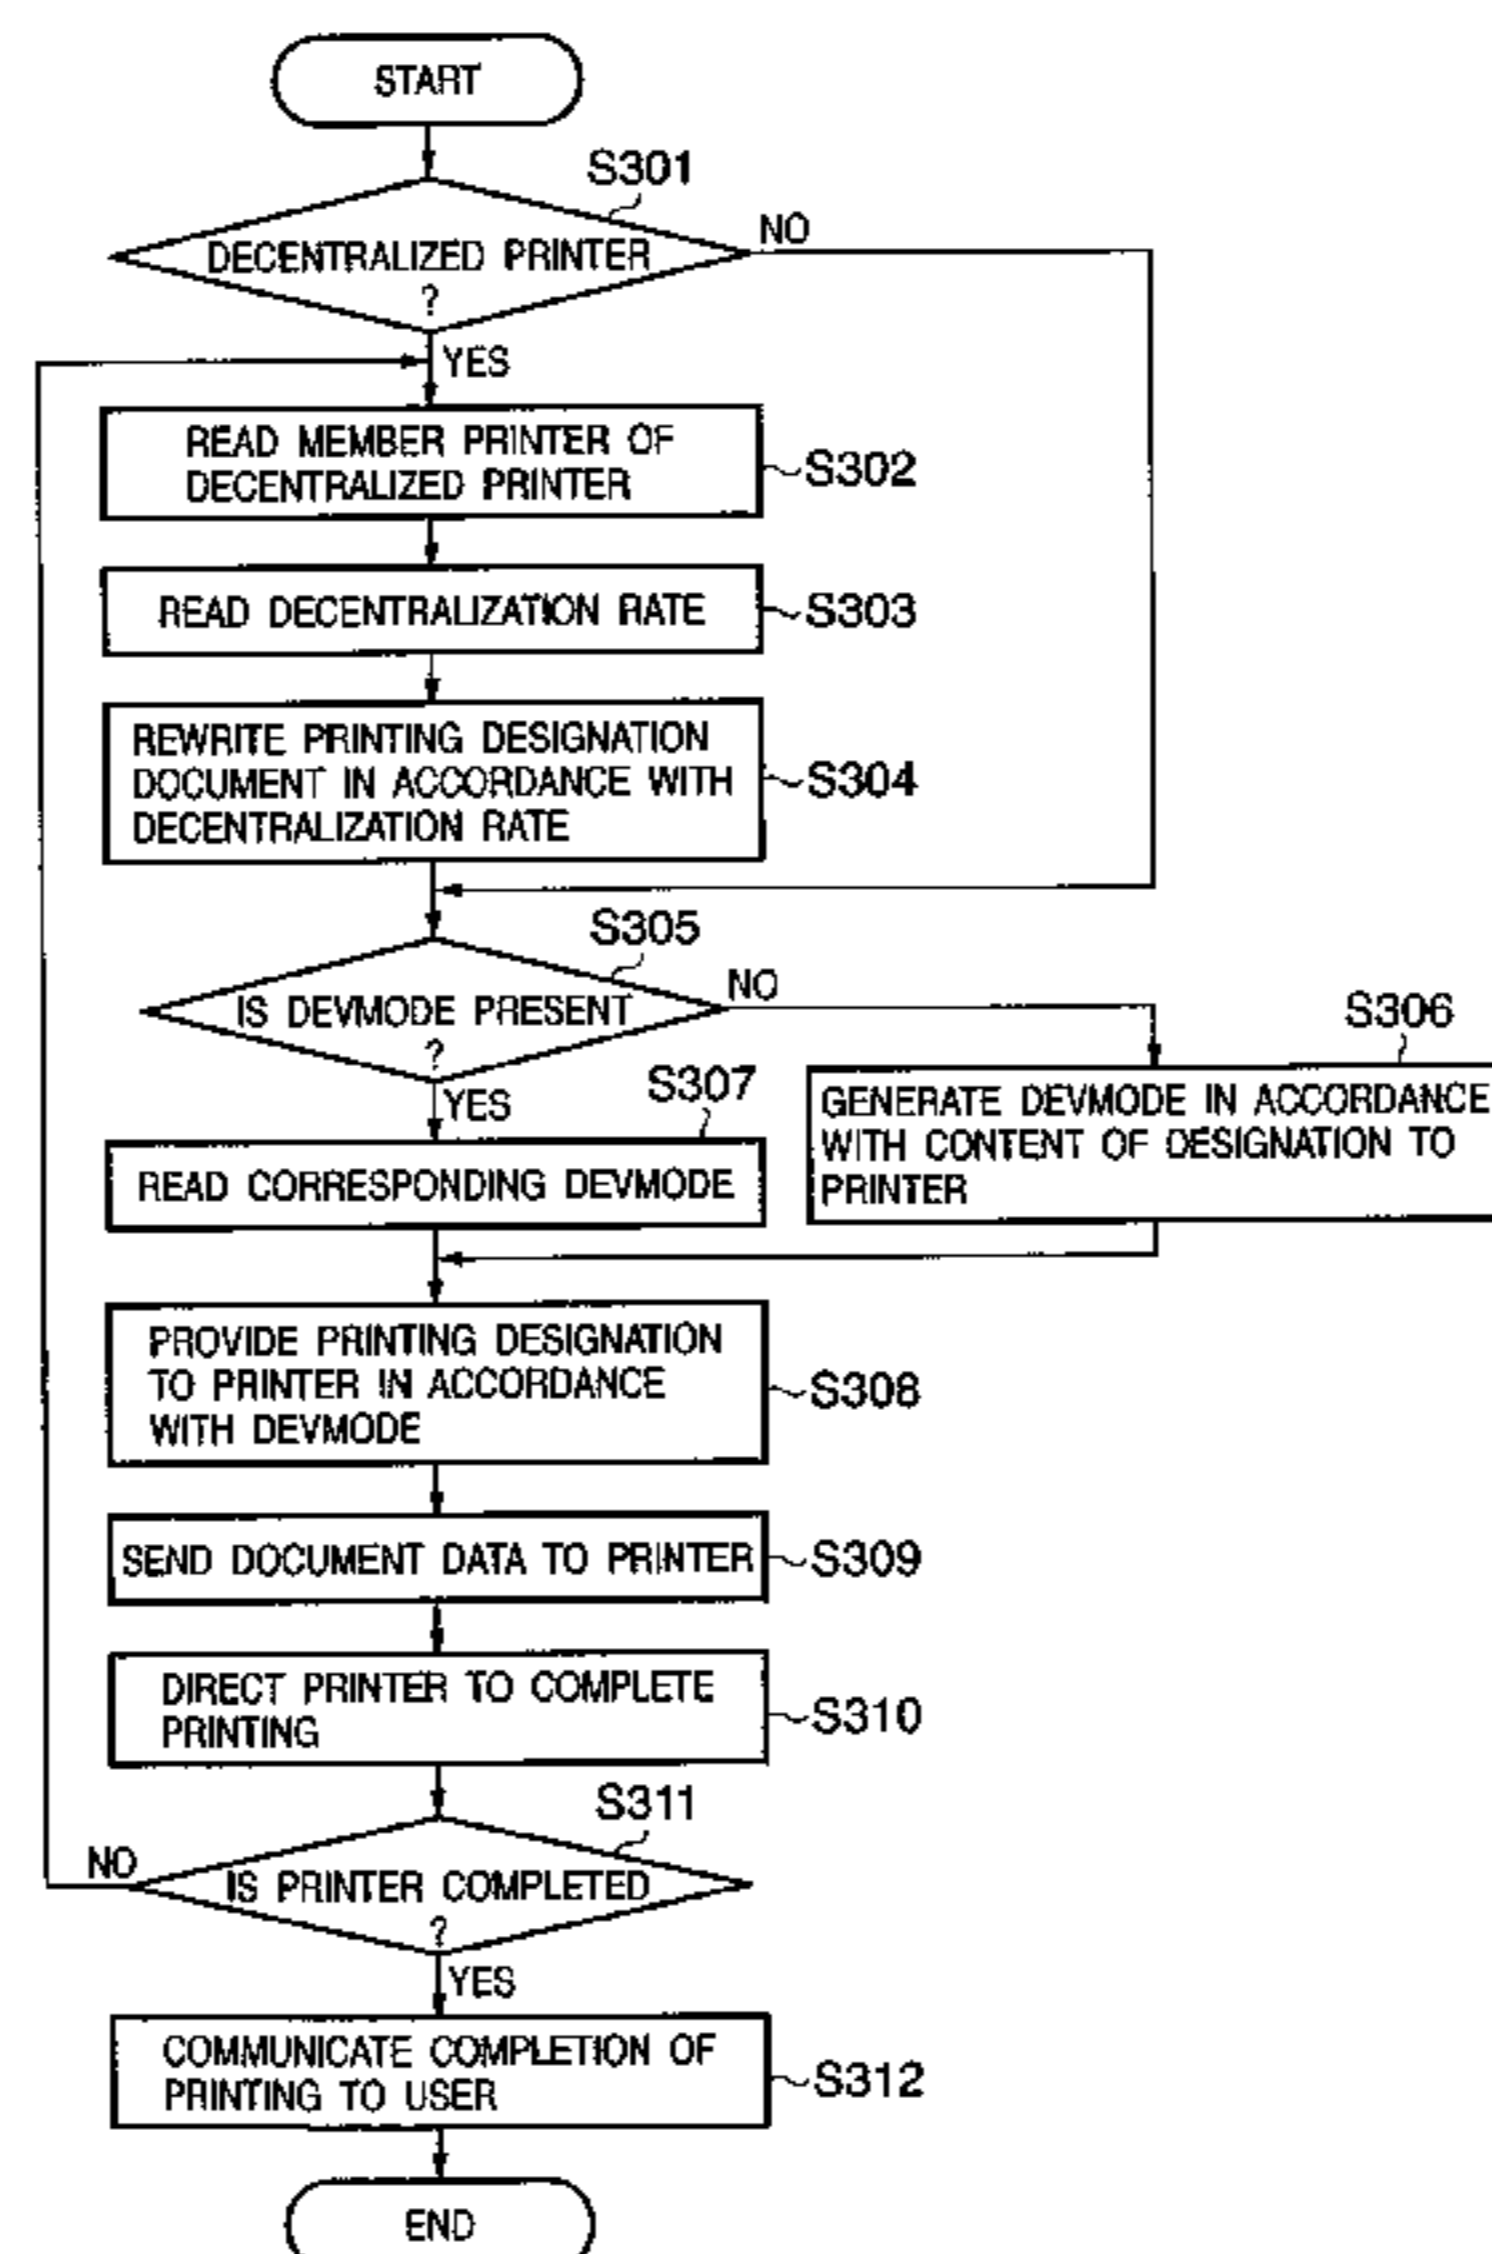 START
S301
DECENTRALIZED PRINTER
?
NO
YES
READ MEMBER PRINTER OF
DECENTRALIZED PRINTER
S302
READ DECENTRALIZATION RATE
S303
REWRITE PRINTING DESIGNATION
DOCUMENT IN ACCORDANCE WITH
DECENTRALIZATION RATE
S304
S305
IS DEVMODE PRESENT
?
NO
YES
S306
GENERATE DEVMODE IN ACCORDANCE
WITH CONTENT OF DESIGNATION TO
PRINTER
S307
READ CORRESPONDING DEVMODE
PROVIDE PRINTING DESIGNATION
TO PRINTER IN ACCORDANCE
WITH DEVMODE
S308
SEND DOCUMENT DATA TO PRINTER
S309
DIRECT PRINTER TO COMPLETE
PRINTING
S310
S311
NO
IS PRINTER COMPLETED
?
YES
COMMUNICATE COMPLETION OF
PRINTING TO USER
S312
END